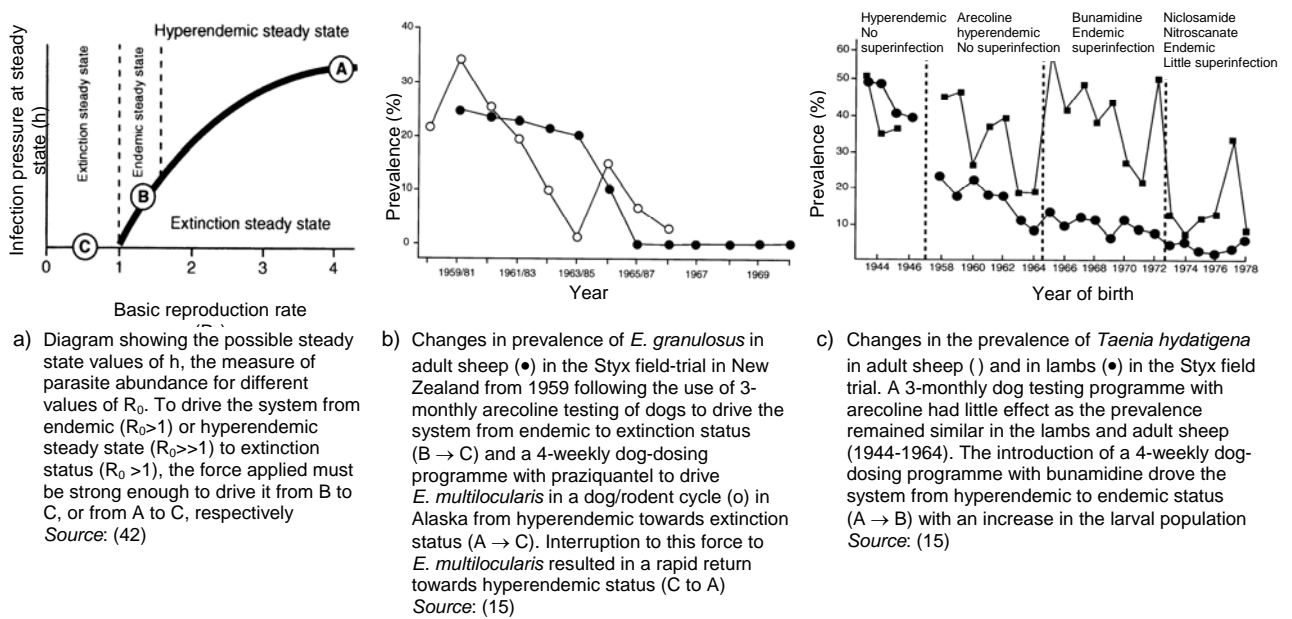 Hyperendemic steady state
Infection pressure at steady
state (h)
Extinction steady state
Endemic steady state
A
B
C
Extinction steady state
0
1
2
3
4
Basic reproduction rate
Prevalence (%)
40
30
20
10
0
1959/81
1961/83
1963/85
1965/87
1967
1969
Year
Hyperendemic
No
superinfection
Arecoline
hyperendemic
No superinfection
Bunamidine
Endemic
superinfection
Niclosamide
Nitroscanate
Endemic
Little superinfection
Prevalence (%)
60
50
40
30
20
10
1944
1946
1958
1960
1962
1964
1966
1968
1970
1972
1974
1976
1978
Year of birth
a) Diagram showing the possible steady
state values of h, the measure of
parasite abundance for different
values of R₀. To drive the system from
endemic (R₀>1) or hyperendemic
steady state (R₀>>1) to extinction
status (R₀ >1), the force applied must
be strong enough to drive it from B to
C, or from A to C, respectively
Source: (42)
b) Changes in prevalence of E. granulosus in
adult sheep (●) in the Styx field-trial in New
Zealand from 1959 following the use of 3-
monthly arecoline testing of dogs to drive the
system from endemic to extinction status
(B → C) and a 4-weekly dog-dosing
programme with praziquantel to drive
E. multilocularis in a dog/rodent cycle (o) in
Alaska from hyperendemic towards extinction
status (A → C). Interruption to this force to
E. multilocularis resulted in a rapid return
towards hyperendemic status (C to A)
Source: (15)
c) Changes in the prevalence of Taenia hydatigena
in adult sheep ( ) and in lambs (●) in the Styx field
trial. A 3-monthly dog testing programme with
arecoline had little effect as the prevalence
remained similar in the lambs and adult sheep
(1944-1964). The introduction of a 4-weekly dog-
dosing programme with bunamidine drove the
system from hyperendemic to endemic status
(A → B) with an increase in the larval population
Source: (15)